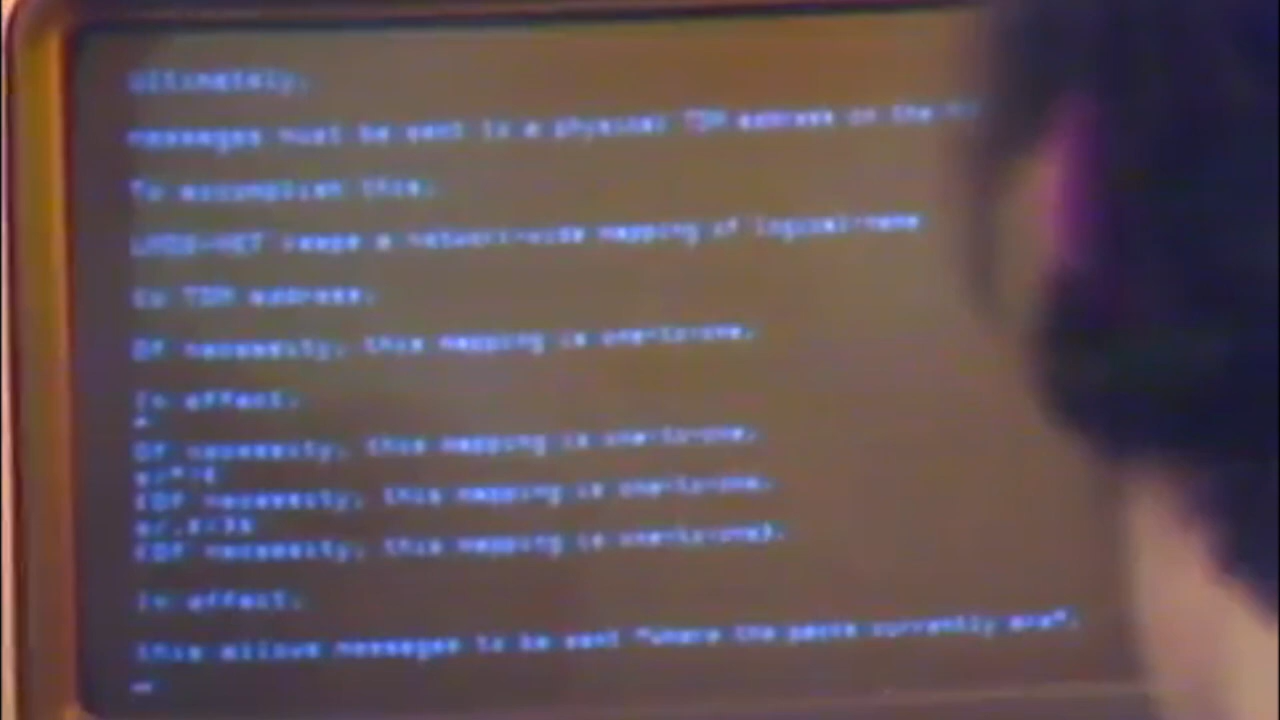 Ultimately,
messages must be sent to a physical TDM address on the
To accomplish this,
keeps a network-wide mapping of logical-name
to TDM address.
Of necessity, this mapping is one-to-one.
In effect,
-
Of necessity, this mapping is one-to-one.
s/^/(
(Of necessity, this mapping is one-to-one.
(Of necessity, this mapping is one-to-one).
In effect,
this allows messages to be sent "where the parts currently are".